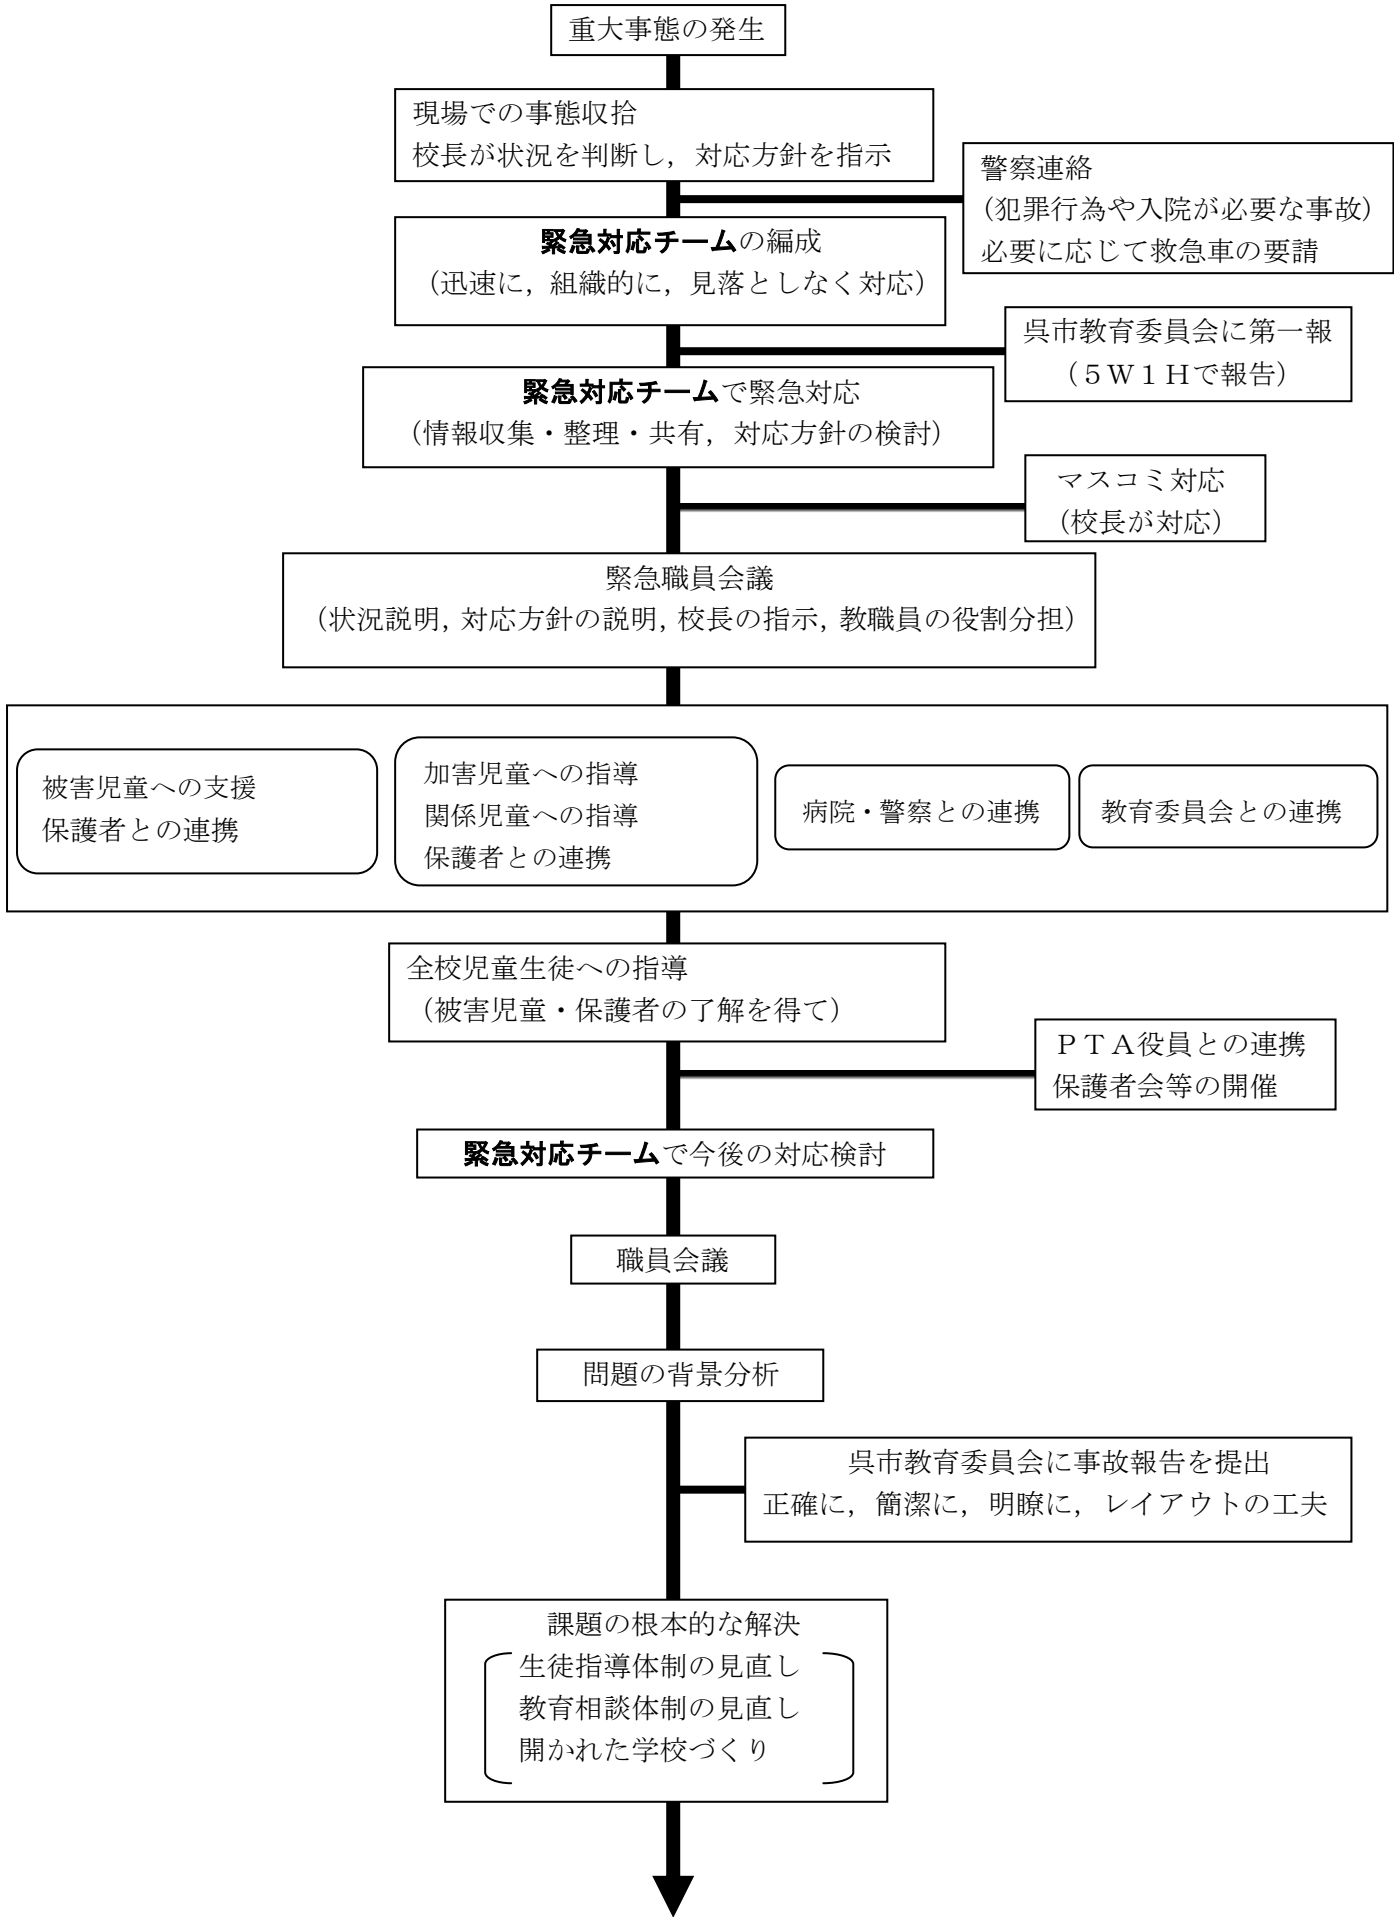 重大事態の発生
現場での事態収拾
校長が状況を判断し，対応方針を指示
警察連絡
（犯罪行為や入院が必要な事故）
必要に応じて救急車の要請
緊急対応チームの編成
（迅速に，組織的に，見落としなく対応）
呉市教育委員会に第一報
（５Ｗ１Ｈで報告）
緊急対応チームで緊急対応
（情報収集・整理・共有，対応方針の検討）
マスコミ対応
（校長が対応）
緊急職員会議
（状況説明，対応方針の説明，校長の指示，教職員の役割分担）
被害児童への支援
保護者との連携
加害児童への指導
関係児童への指導
保護者との連携
病院・警察との連携
教育委員会との連携
全校児童生徒への指導
（被害児童・保護者の了解を得て）
ＰＴＡ役員との連携
保護者会等の開催
緊急対応チームで今後の対応検討
職員会議
問題の背景分析
呉市教育委員会に事故報告を提出
正確に，簡潔に，明瞭に，レイアウトの工夫
課題の根本的な解決
生徒指導体制の見直し
教育相談体制の見直し
開かれた学校づくり